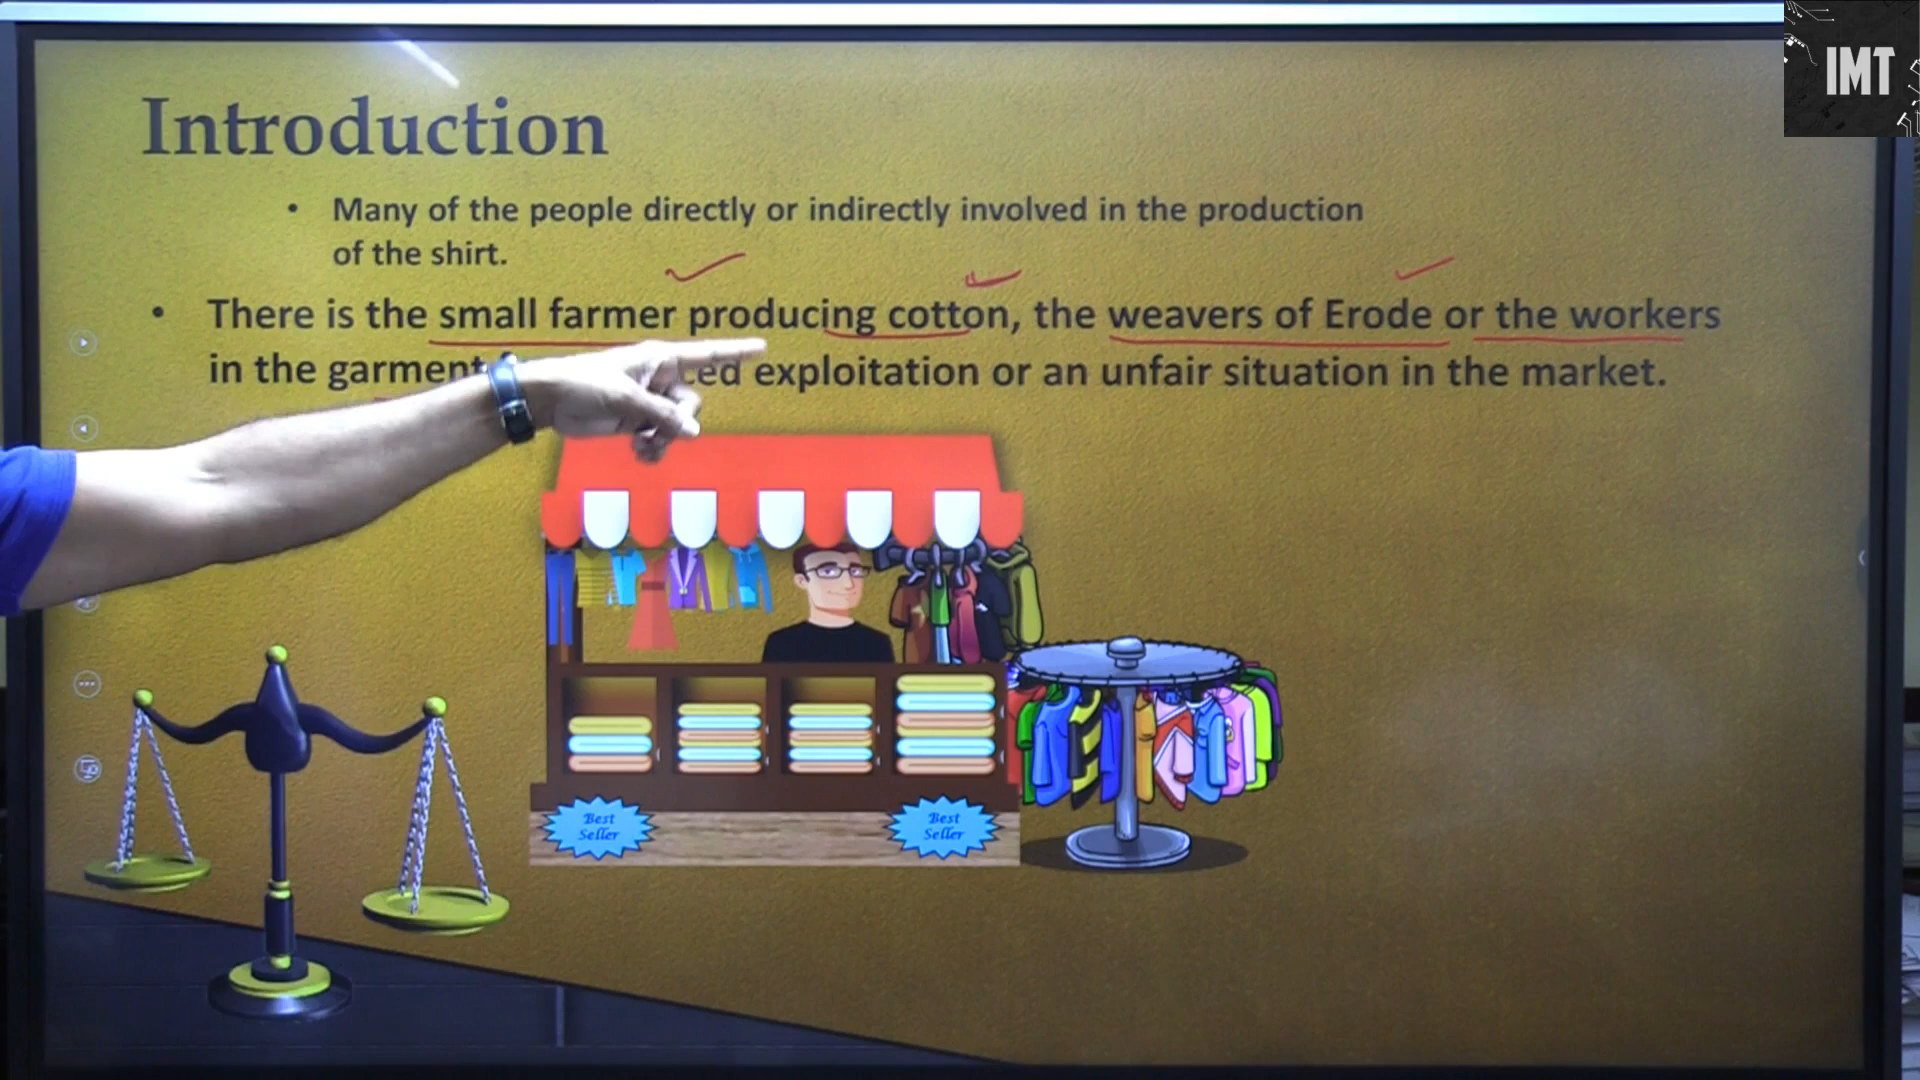 IMT
Introduction
• Many of the people directly or indirectly involved in the production
of the shirt.
• There is the small farmer producing cotton, the weavers of Erode or the workers
in the garment exploitation or an unfair situation in the market.
Best
Seller
Best
Seller